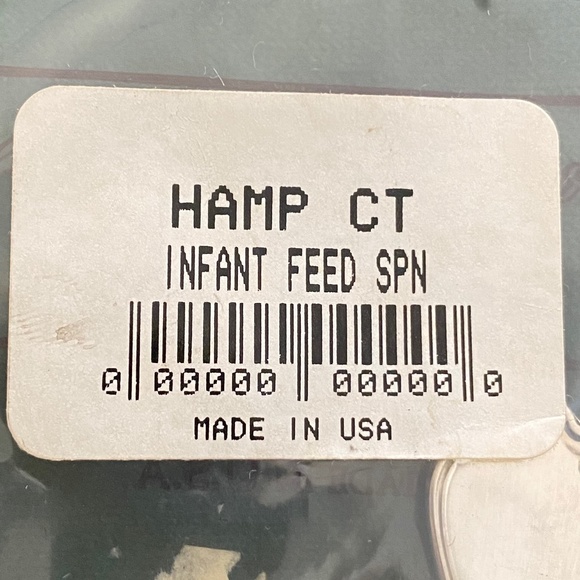 HAMP CT
INFANT FEED SPN
0 00000 00000 0
MADE IN USA